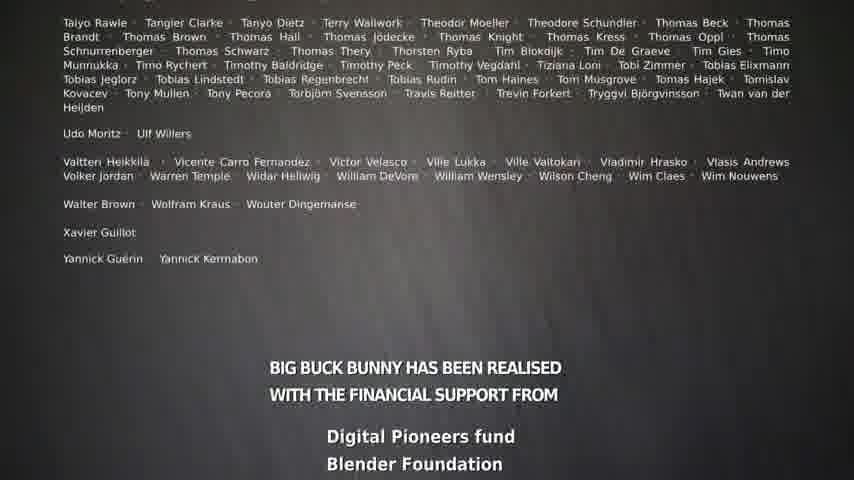 Taiyo Rawle · Tangier Clarke · Tanyo Dietz · Terry Wallwork · Theodor Moeller · Theodore Schundler · Thomas Beck · Thomas
Brandt · Thomas Brown · Thomas Hall · Thomas Jödecke · Thomas Knight · Thomas Kress · Thomas Oppl · Thomas
Schnurrenberger · Thomas Schwarz · Thomas Thery · Thorsten Ryba · Tim Blokdijk · Tim De Graeve · Tim Gies · Timo
Munnukka · Timo Rychert · Timothy Baldridge · Timothy Peck · Timothy Vegdahl · Tiziana Loni · Tobi Zimmer · Tobias Elixmann
Tobias Jeglorz · Tobias Lindstedt · Tobias Regenbrecht · Tobias Rudin · Tom Haines · Tom Musgrove · Tomas Hajek · Tomislav
Kovacev · Tony Mullen · Tony Pecora · Torbjörn Svensson · Travis Reitter · Trevin Forkert · Tryggvi Björgvinsson · Twan van der
Heijden
Udo Moritz · Ulf Willers
Valtteri Heikkilä · Vicente Carro Fernandez · Victor Velasco · Ville Lukka · Ville Valtokari · Vladimir Hrasko · Vlasis Andrews
Volker Jordan · Warren Temple · Widar Hellwig · William DeVore · William Wensley · Wilson Cheng · Wim Claes · Wim Nouwens
Walter Brown · Wolfram Kraus · Wouter Dingemanse
Xavier Guillot
Yannick Guerin · Yannick Kermabon
BIG BUCK BUNNY HAS BEEN REALISED
WITH THE FINANCIAL SUPPORT FROM
Digital Pioneers fund
Blender Foundation